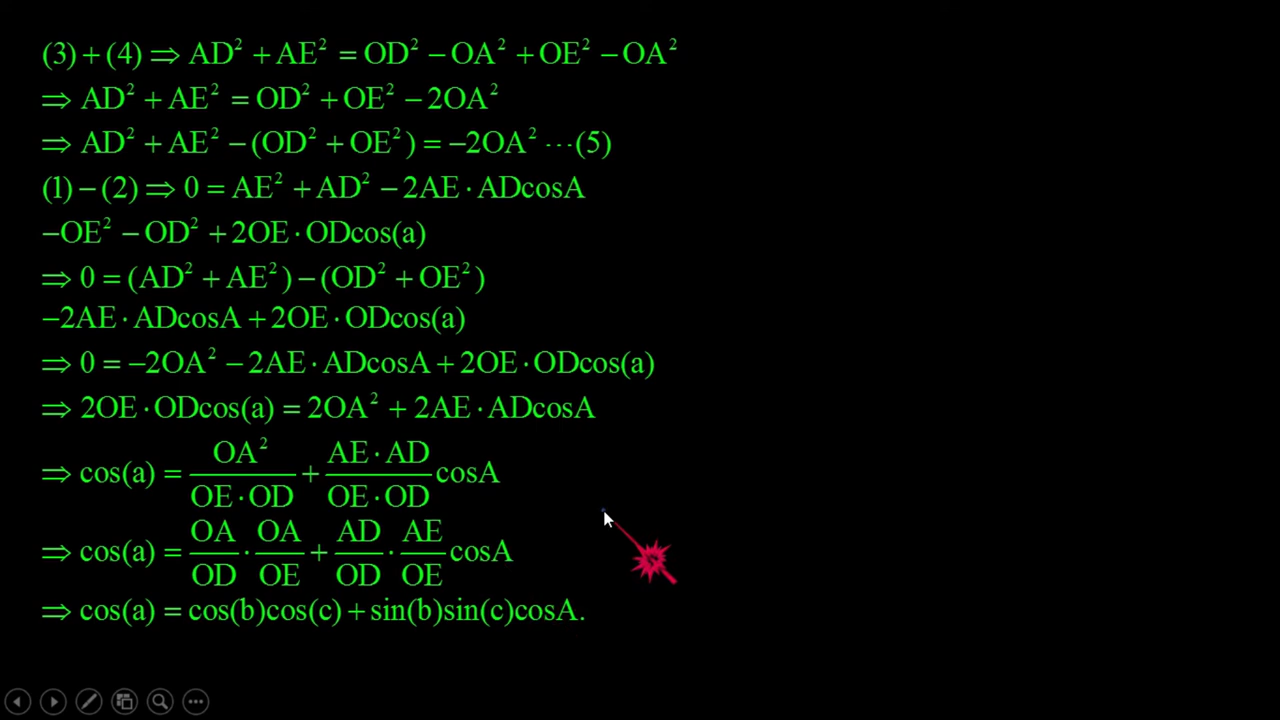 (3)+(4)⇒ AD² + AE² = OD² − OA² + OE² − OA²
⇒ AD² + AE² = OD² + OE² − 2OA²
⇒ AD² + AE² − (OD² + OE²) = −2OA² ⋯(5)
(1)−(2)⇒ 0 = AE² + AD² − 2AE·ADcosA
−OE² − OD² + 2OE·ODcos(a)
⇒ 0 = (AD² + AE²) − (OD² + OE²)
−2AE·ADcosA + 2OE·ODcos(a)
⇒ 0 = −2OA² − 2AE·ADcosA + 2OE·ODcos(a)
⇒ 2OE·ODcos(a) = 2OA² + 2AE·ADcosA
⇒ cos(a) = OA²/(OE·OD) + (AE·AD)/(OE·OD) cosA
⇒ cos(a) = OA/OD · OA/OE + AD/OD · AE/OE cosA
⇒ cos(a) = cos(b)cos(c) + sin(b)sin(c)cosA.